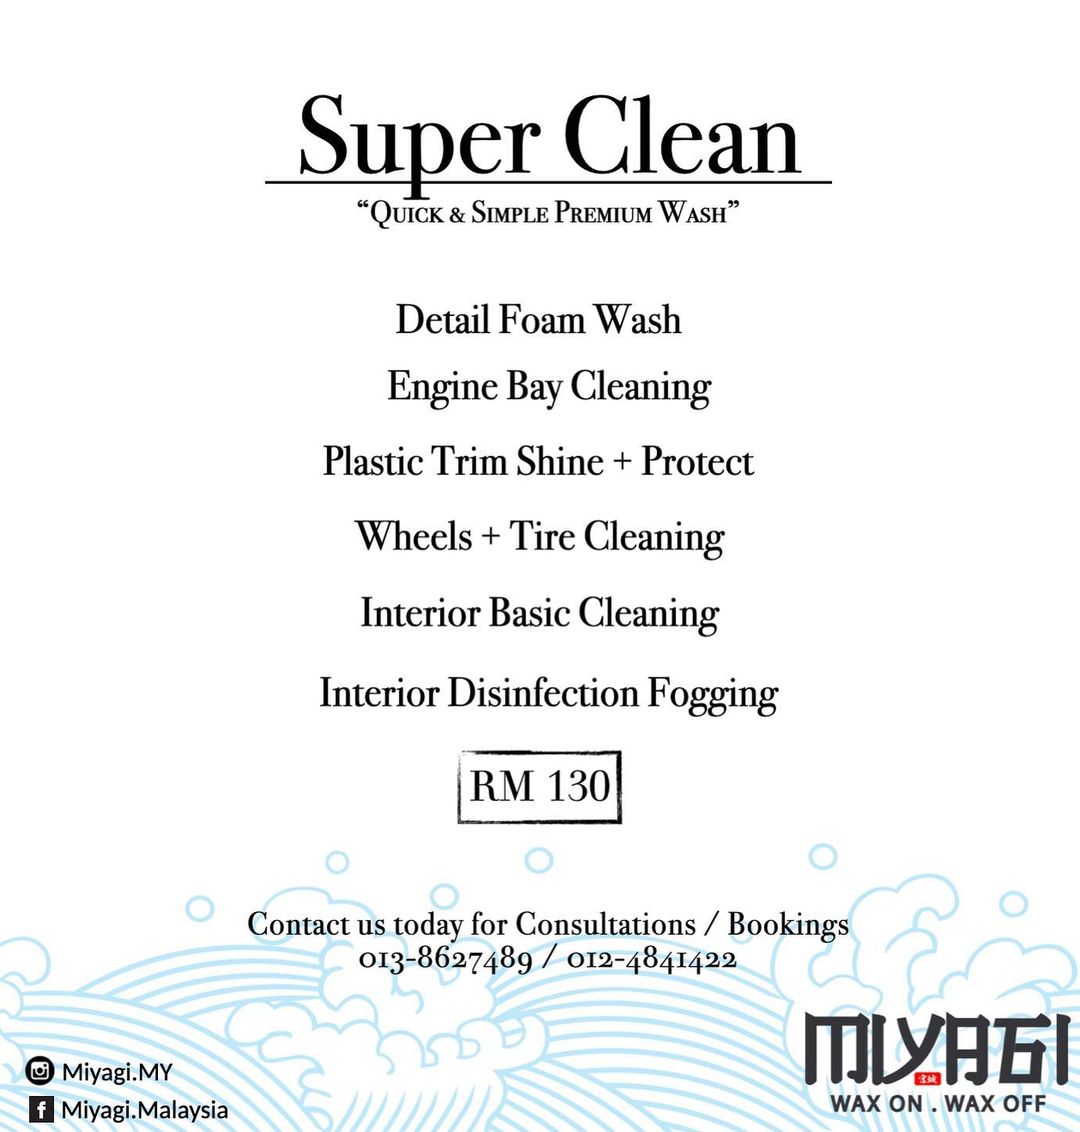 Super Clean
“Quick & Simple Premium Wash”
Detail Foam Wash
Engine Bay Cleaning
Plastic Trim Shine + Protect
Wheels + Tire Cleaning
Interior Basic Cleaning
Interior Disinfection Fogging
RM 130
Contact us today for Consultations / Bookings
013-8627489 / 012-4841422
Miyagi.MY
Miyagi.Malaysia
MIYAGI
宮城
WAX ON . WAX OFF